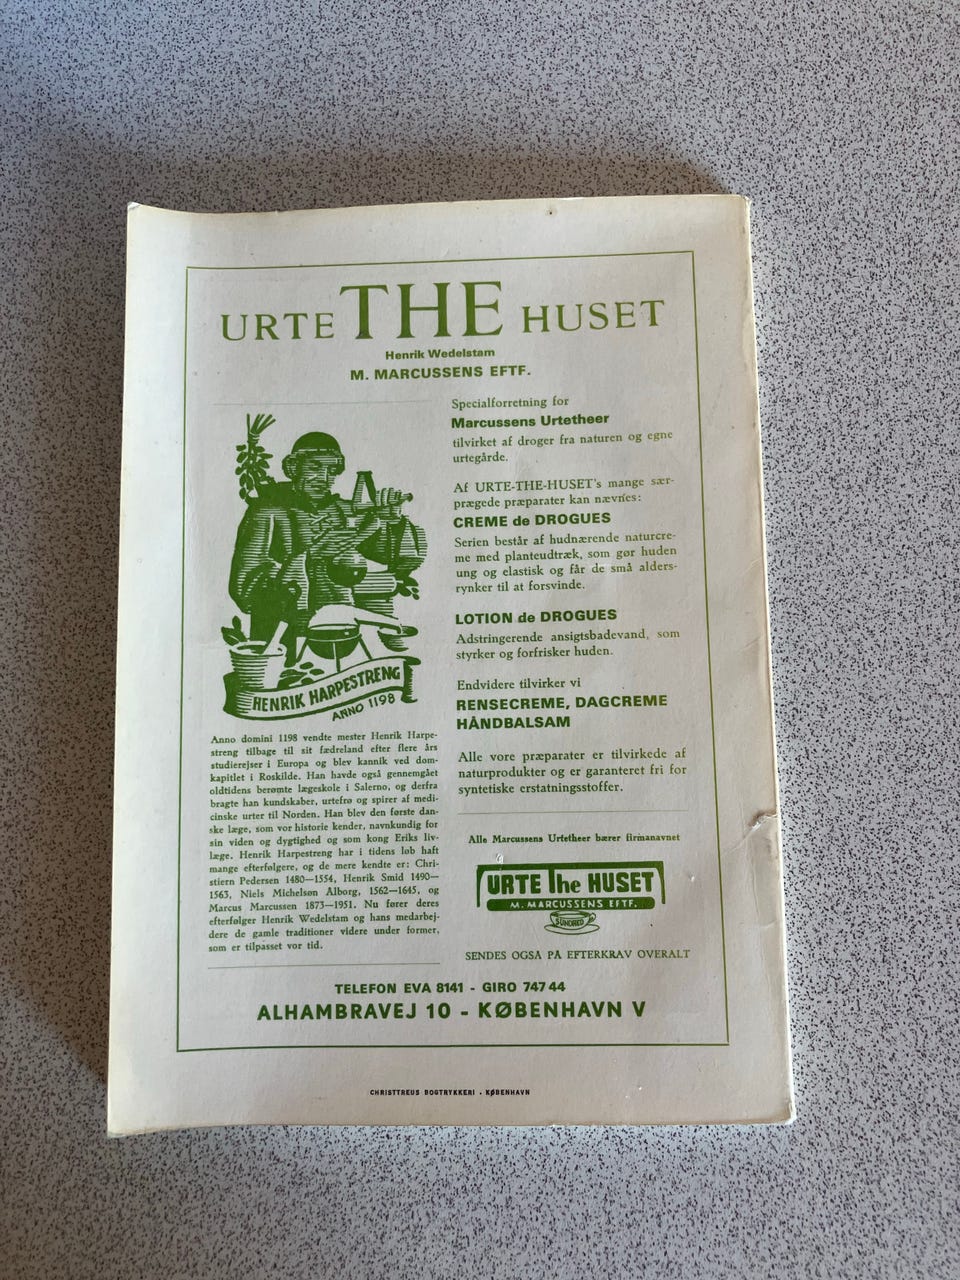 URTE THE HUSET
Henrik Wedelstam
M. MARCUSSENS EFTF.
HENRIK HARPESTRENG
ANNO 1198
Anno domini 1198 vendte mester Henrik Harpe-
streng tilbage til sit fædreland efter flere års
studierejser i Europa og blev kannik ved dom-
kapitlet i Roskilde. Han havde også gennemgået
oldtidens berømte lægeskole i Salerno, og derfra
bragte han kundskaber, urtefrø og spirer af medi-
cinske urter til Norden. Han blev den første dan-
ske læge, som vor historie kender, navnkundig for
sin viden og dygtighed og som kong Eriks liv-
læge. Henrik Harpestreng har i tidens løb haft
mange efterfølgere, og de mere kendte er: Chri-
stiern Pedersen 1480—1554, Henrik Smid 1490—
1563, Niels Michelsøn Alborg, 1562—1645, og
Marcus Marcussen 1873—1951. Nu fører deres
efterfølger Henrik Wedelstam og hans medarbej-
dere de gamle traditioner videre under former,
som er tilpasset vor tid.
Specialforretning for
Marcussens Urtetheer
tilvirket af droger fra naturen og egne
urtegårde.
Af URTE-THE-HUSET's mange sær-
prægede præparater kan nævnes:
CREME de DROGUES
Serien består af hudnærende naturcre-
me med planteudtræk, som gør huden
ung og elastisk og får de små alders-
rynker til at forsvinde.
LOTION de DROGUES
Adstringerende ansigtsbadevand, som
styrker og forfrisker huden.
Endvidere tilvirker vi
RENSECREME, DAGCREME
HÅNDBALSAM
Alle vore præparater er tilvirkede af
naturprodukter og er garanteret fri for
syntetiske erstatningsstoffer.
Alle Marcussens Urtetheer bærer firmanavnet
URTE The HUSET
M. MARCUSSENS EFTF.
SUNDHED
SENDES OGSA PA EFTERKRAV OVERALT
TELEFON EVA 8141 - GIRO 747 44
ALHAMBRAVEJ 10 - KØBENHAVN V
CHRISTTREUS BOGTRYKKERI . KØBENHAVN